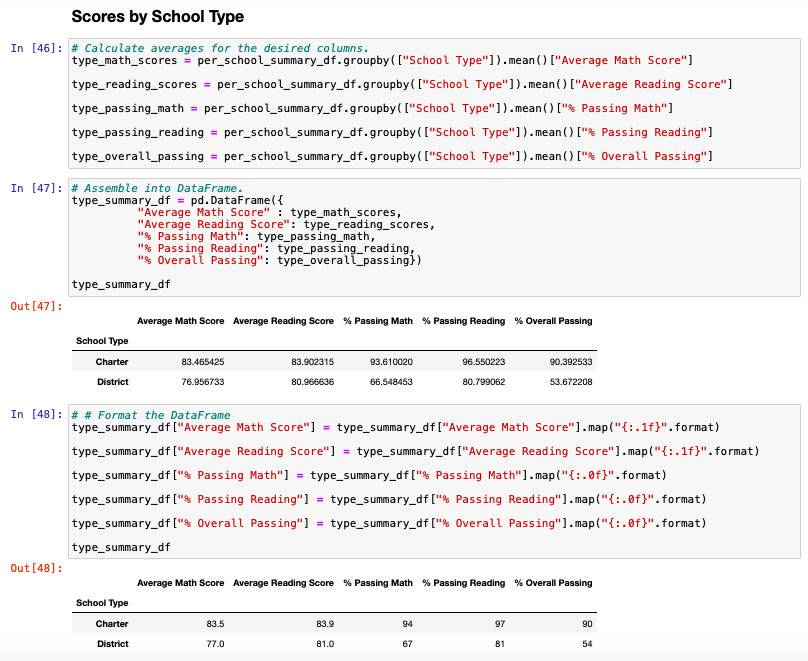 Scores by School Type
In [46]:
# Calculate averages for the desired columns.
type_math_scores = per_school_summary_df.groupby(["School Type"]).mean()["Average Math Score"]
type_reading_scores = per_school_summary_df.groupby(["School Type"]).mean()["Average Reading Score"]
type_passing_math = per_school_summary_df.groupby(["School Type"]).mean()["% Passing Math"]
type_passing_reading = per_school_summary_df.groupby(["School Type"]).mean()["% Passing Reading"]
type_overall_passing = per_school_summary_df.groupby(["School Type"]).mean()["% Overall Passing"]
In [47]:
# Assemble into DataFrame.
type_summary_df = pd.DataFrame({
"Average Math Score" : type_math_scores,
"Average Reading Score": type_reading_scores,
"% Passing Math": type_passing_math,
"% Passing Reading": type_passing_reading,
"% Overall Passing": type_overall_passing})
type_summary_df
Out[47]:
Average Math Score Average Reading Score % Passing Math % Passing Reading % Overall Passing
School Type
Charter 83.465425 83.902315 93.610020 96.550223 90.392533
District 76.956733 80.966636 66.548453 80.799062 53.672208
In [48]:
# # Format the DataFrame
type_summary_df["Average Math Score"] = type_summary_df["Average Math Score"].map("{:.1f}".format)
type_summary_df["Average Reading Score"] = type_summary_df["Average Reading Score"].map("{:.1f}".format)
type_summary_df["% Passing Math"] = type_summary_df["% Passing Math"].map("{:.0f}".format)
type_summary_df["% Passing Reading"] = type_summary_df["% Passing Reading"].map("{:.0f}".format)
type_summary_df["% Overall Passing"] = type_summary_df["% Overall Passing"].map("{:.0f}".format)
type_summary_df
Out[48]:
Average Math Score Average Reading Score % Passing Math % Passing Reading % Overall Passing
School Type
Charter 83.5 83.9 94 97 90
District 77.0 81.0 67 81 54